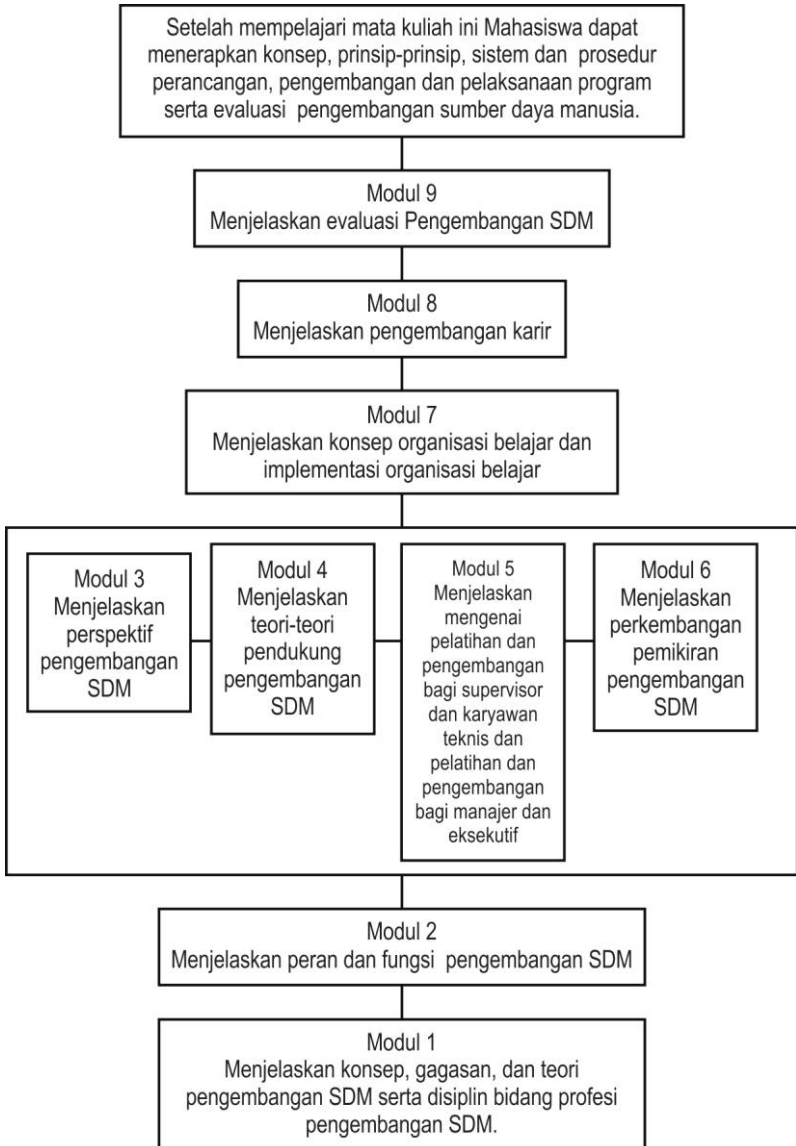 Setelah mempelajari mata kuliah ini Mahasiswa dapat
menerapkan konsep, prinsip-prinsip, sistem dan prosedur
perancangan, pengembangan dan pelaksanaan program
serta evaluasi pengembangan sumber daya manusia.
Modul 9
Menjelaskan evaluasi Pengembangan SDM
Modul 8
Menjelaskan pengembangan karir
Modul 7
Menjelaskan konsep organisasi belajar dan
implementasi organisasi belajar
Modul 3
Menjelaskan
perspektif
pengembangan
SDM
Modul 4
Menjelaskan
teori-teori
pendukung
pengembangan
SDM
Modul 5
Menjelaskan
mengenai
pelatihan dan
pengembangan
bagi supervisor
dan karyawan
teknis dan
pelatihan dan
pengembangan
bagi manajer dan
eksekutif
Modul 6
Menjelaskan
perkembangan
pemikiran
pengembangan
SDM
Modul 2
Menjelaskan peran dan fungsi pengembangan SDM
Modul 1
Menjelaskan konsep, gagasan, dan teori
pengembangan SDM serta disiplin bidang profesi
pengembangan SDM.